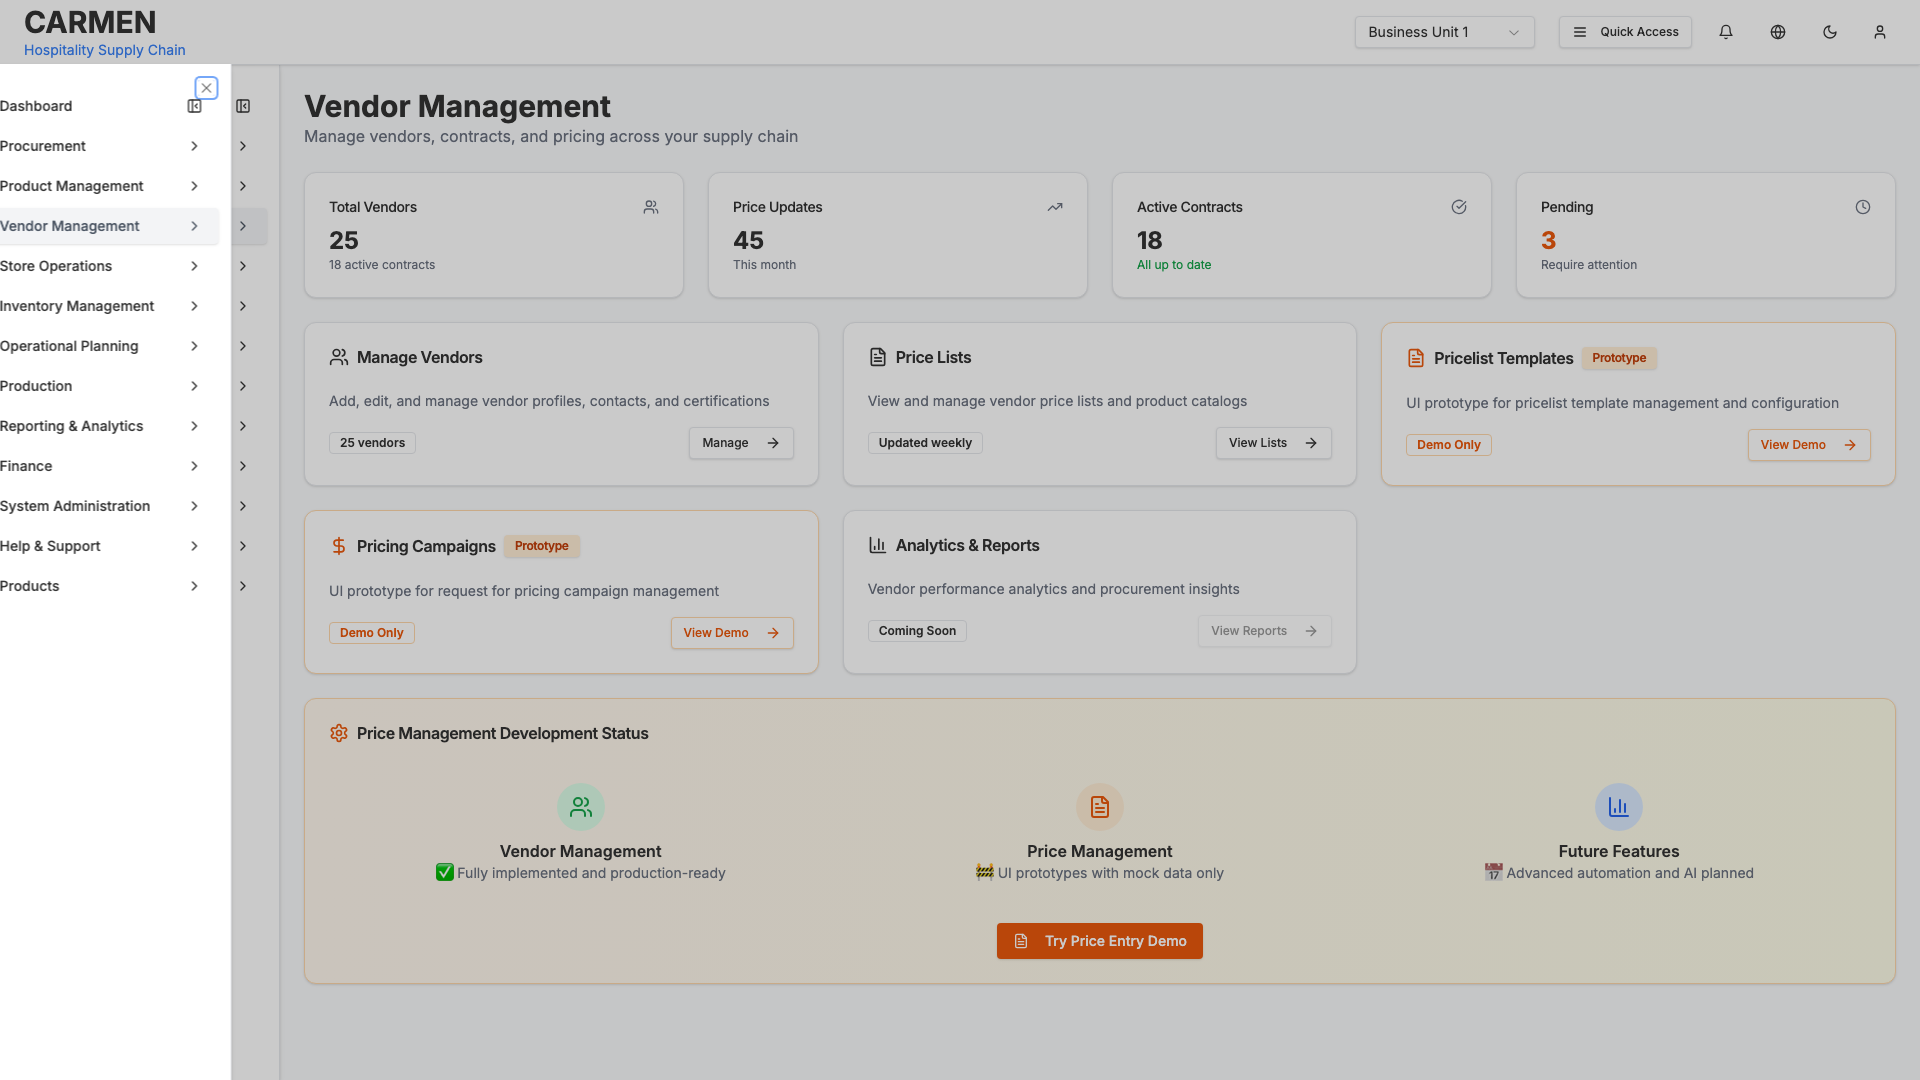 CARMEN
Hospitality Supply Chain
Business Unit 1
Quick Access
Dashboard
Procurement
Product Management
Vendor Management
Store Operations
Inventory Management
Operational Planning
Production
Reporting & Analytics
Finance
System Administration
Help & Support
Products
Vendor Management
Manage vendors, contracts, and pricing across your supply chain
Total Vendors
25
18 active contracts
Price Updates
45
This month
Active Contracts
18
All up to date
Pending
3
Require attention
Manage Vendors
Add, edit, and manage vendor profiles, contacts, and certifications
25 vendors
Manage
Price Lists
View and manage vendor price lists and product catalogs
Updated weekly
View Lists
Pricelist Templates
Prototype
UI prototype for pricelist template management and configuration
Demo Only
View Demo
Pricing Campaigns
Prototype
UI prototype for request for pricing campaign management
Demo Only
View Demo
Analytics & Reports
Vendor performance analytics and procurement insights
Coming Soon
View Reports
Price Management Development Status
Vendor Management
✅ Fully implemented and production-ready
Price Management
🚧 UI prototypes with mock data only
Future Features
📅 Advanced automation and AI planned
Try Price Entry Demo